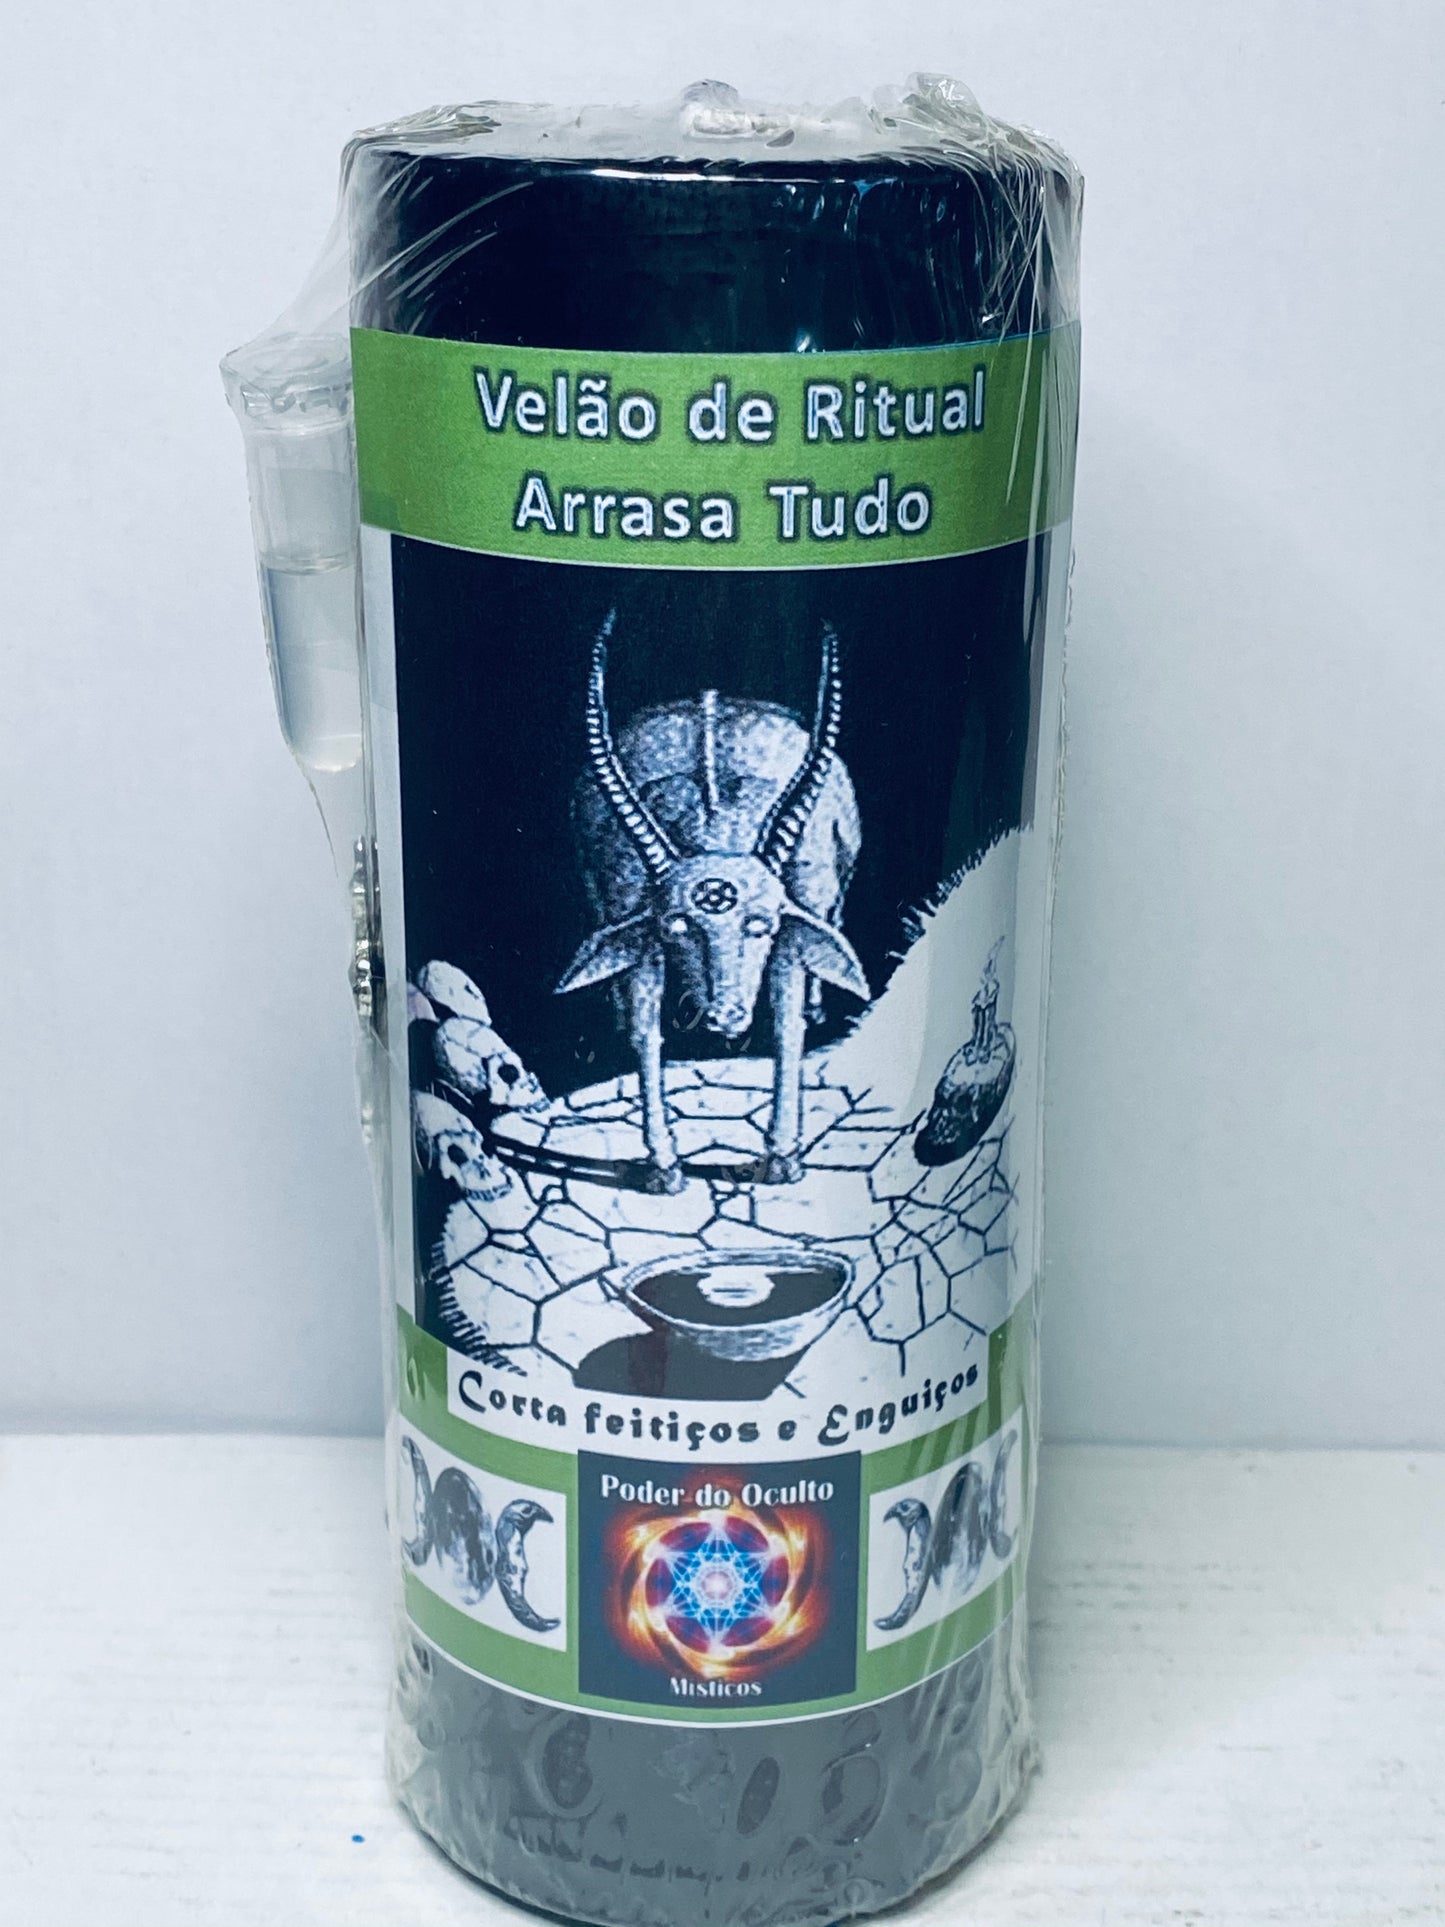 Velão de Ritual
Arrasa Tudo
Corta feitiços e Enguiços
Poder do Oculto
Místicos